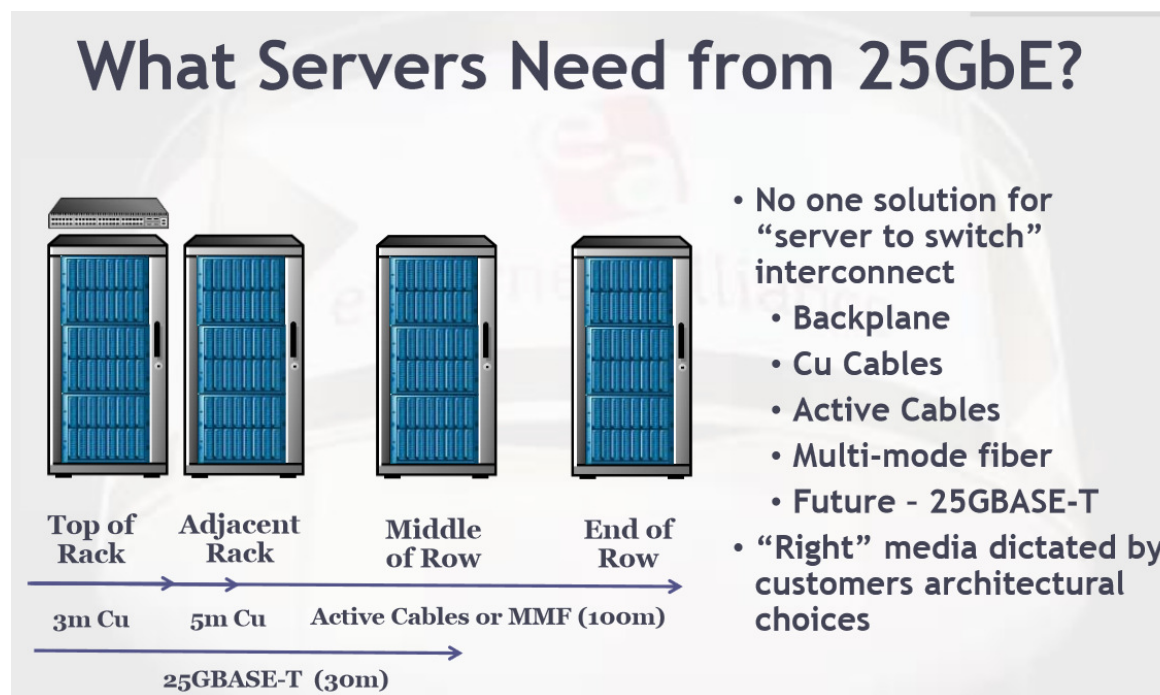 What Servers Need from 25GbE?
• No one solution for
“server to switch”
interconnect
• Backplane
• Cu Cables
• Active Cables
• Multi-mode fiber
• Future – 25GBASE-T
• “Right” media dictated by
customers architectural
choices
Top of
Rack
Adjacent
Rack
Middle
of Row
End of
Row
3m Cu
5m Cu
Active Cables or MMF (100m)
25GBASE-T (30m)